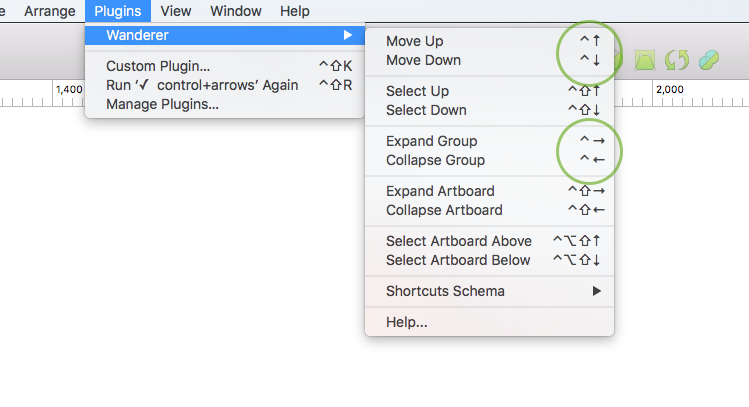 Arrange Plugins View Window Help
Wanderer ▶
Custom Plugin... ^⇧K
Run '✓ control+arrows' Again ^⇧R
Manage Plugins...
1,400
2,000
Move Up ^↑
Move Down ^↓
Select Up ^⇧↑
Select Down ^⇧↓
Expand Group ^→
Collapse Group ^←
Expand Artboard ^⇧→
Collapse Artboard ^⇧←
Select Artboard Above ^⌥⇧↑
Select Artboard Below ^⌥⇧↓
Shortcuts Schema ▶
Help...